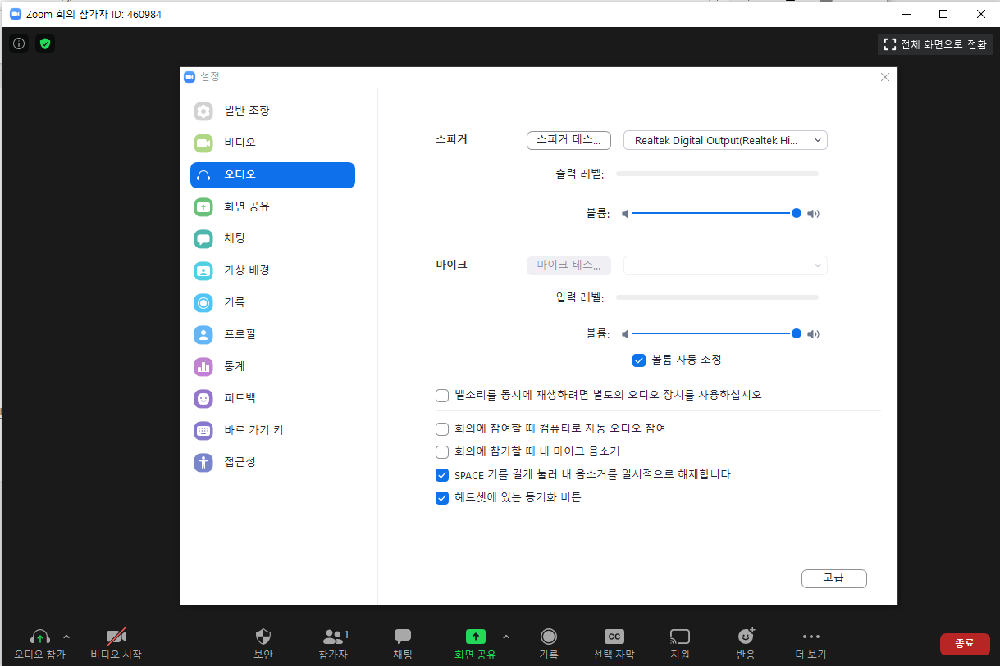 Zoom 회의 참가자 ID: 460984
전체 화면으로 전환
설정
일반 조항
비디오
오디오
화면 공유
채팅
가상 배경
기록
프로필
통계
피드백
바로 가기 키
접근성
스피커
스피커 테스...
Realtek Digital Output(Realtek Hi...
출력 레벨:
볼륨:
마이크
마이크 테스...
입력 레벨:
볼륨:
볼륨 자동 조정
벨소리를 동시에 재생하려면 별도의 오디오 장치를 사용하십시오
회의에 참여할 때 컴퓨터로 자동 오디오 참여
회의에 참가할 때 내 마이크 음소거
SPACE 키를 길게 눌러 내 음소거를 일시적으로 해제합니다
헤드셋에 있는 동기화 버튼
고급
오디오 참가
비디오 시작
보안
1
참가자
채팅
화면 공유
기록
CC
선택 자막
지원
반응
더 보기
종료